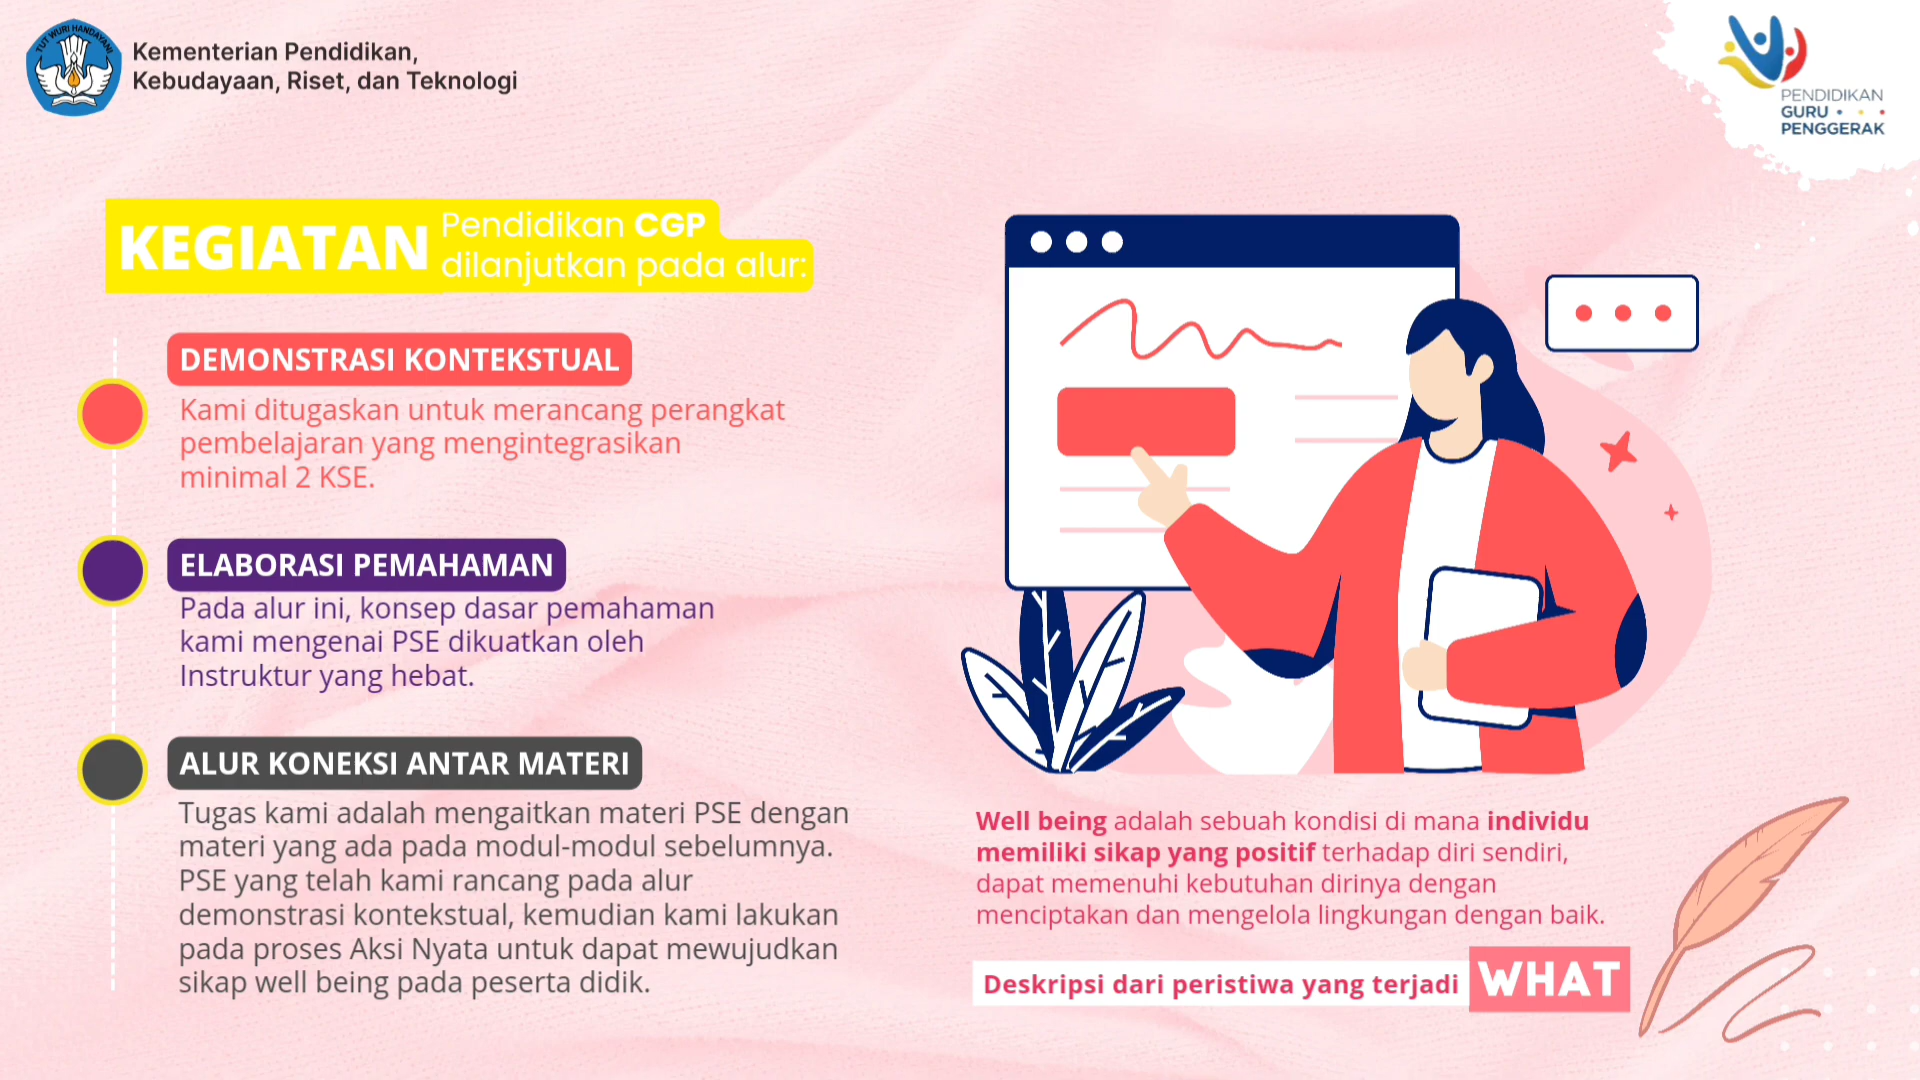 TUT WURI HANDAYANI
Kementerian Pendidikan,
Kebudayaan, Riset, dan Teknologi
PENDIDIKAN
GURU
PENGGERAK
KEGIATAN
Pendidikan CGP
dilanjutkan pada alur:
DEMONSTRASI KONTEKSTUAL
Kami ditugaskan untuk merancang perangkat
pembelajaran yang mengintegrasikan
minimal 2 KSE.
ELABORASI PEMAHAMAN
Pada alur ini, konsep dasar pemahaman
kami mengenai PSE dikuatkan oleh
Instruktur yang hebat.
ALUR KONEKSI ANTAR MATERI
Tugas kami adalah mengaitkan materi PSE dengan
materi yang ada pada modul-modul sebelumnya.
PSE yang telah kami rancang pada alur
demonstrasi kontekstual, kemudian kami lakukan
pada proses Aksi Nyata untuk dapat mewujudkan
sikap well being pada peserta didik.
Well being adalah sebuah kondisi di mana individu
memiliki sikap yang positif terhadap diri sendiri,
dapat memenuhi kebutuhan dirinya dengan
menciptakan dan mengelola lingkungan dengan baik.
Deskripsi dari peristiwa yang terjadi WHAT